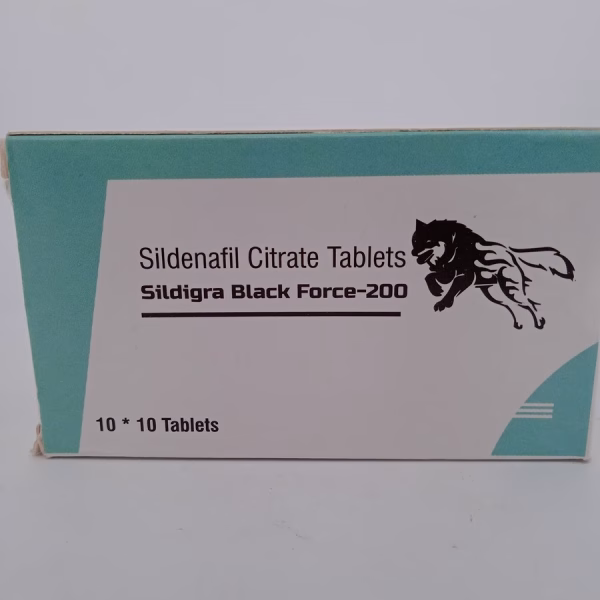 Sildenafil Citrate Tablets
Sildigra Black Force-200
10 * 10 Tablets